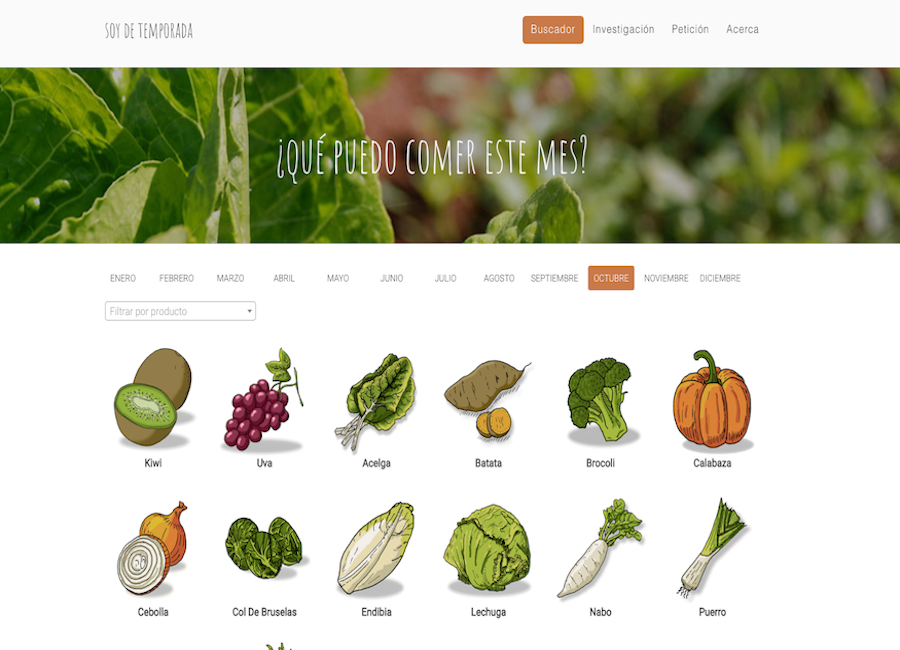 SOY DE TEMPORADA
Buscador Investigación Petición Acerca
¿QUÉ PUEDO COMER ESTE MES?
ENERO FEBRERO MARZO ABRIL MAYO JUNIO JULIO AGOSTO SEPTIEMBRE OCTUBRE NOVIEMBRE DICIEMBRE
Filtrar por producto
Kiwi Uva Acelga Batata Brocoli Calabaza
Cebolla Col De Bruselas Endibia Lechuga Nabo Puerro